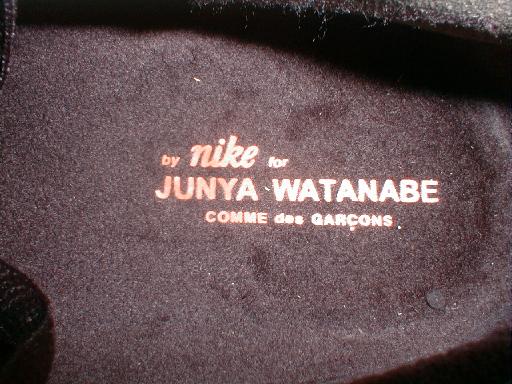 by nike for
JUNYA WATANABE
COMME des GARÇONS